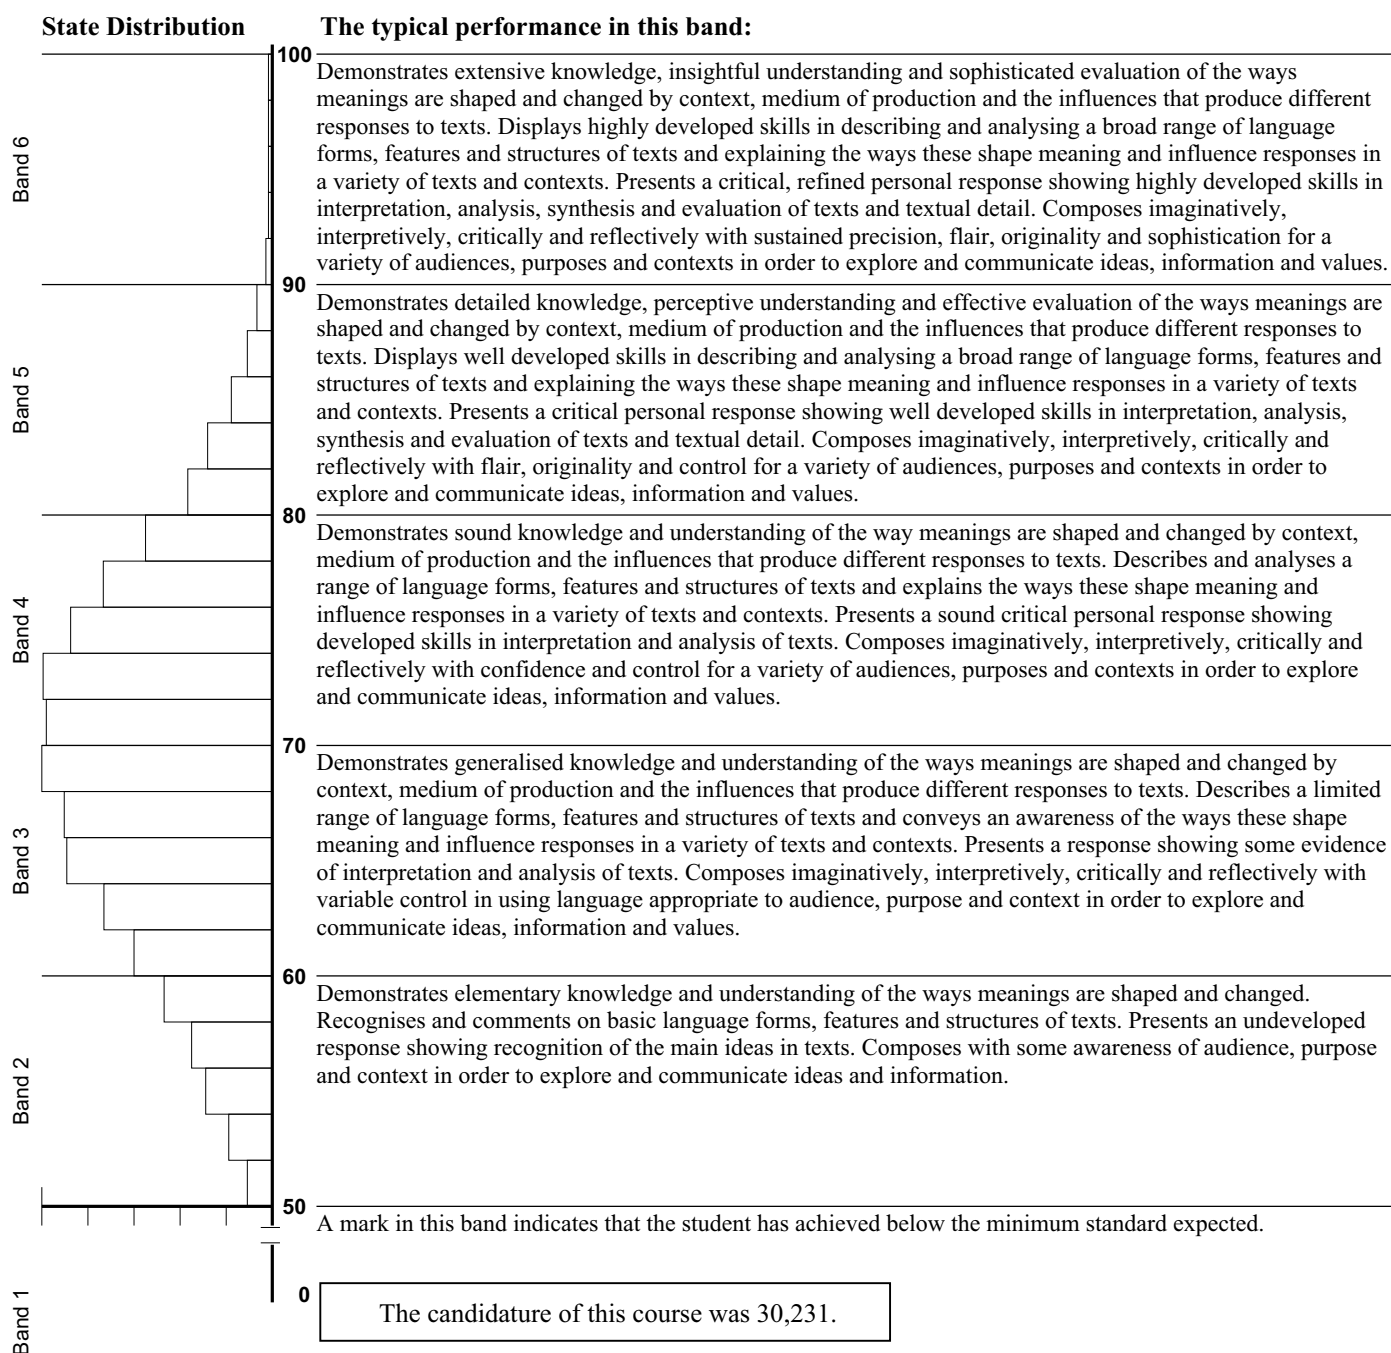 State Distribution
The typical performance in this band:
100
Band 6
Demonstrates extensive knowledge, insightful understanding and sophisticated evaluation of the ways
meanings are shaped and changed by context, medium of production and the influences that produce different
responses to texts. Displays highly developed skills in describing and analysing a broad range of language
forms, features and structures of texts and explaining the ways these shape meaning and influence responses in
a variety of texts and contexts. Presents a critical, refined personal response showing highly developed skills in
interpretation, analysis, synthesis and evaluation of texts and textual detail. Composes imaginatively,
interpretively, critically and reflectively with sustained precision, flair, originality and sophistication for a
variety of audiences, purposes and contexts in order to explore and communicate ideas, information and values.
90
Band 5
Demonstrates detailed knowledge, perceptive understanding and effective evaluation of the ways meanings are
shaped and changed by context, medium of production and the influences that produce different responses to
texts. Displays well developed skills in describing and analysing a broad range of language forms, features and
structures of texts and explaining the ways these shape meaning and influence responses in a variety of texts
and contexts. Presents a critical personal response showing well developed skills in interpretation, analysis,
synthesis and evaluation of texts and textual detail. Composes imaginatively, interpretively, critically and
reflectively with flair, originality and control for a variety of audiences, purposes and contexts in order to
explore and communicate ideas, information and values.
80
Band 4
Demonstrates sound knowledge and understanding of the way meanings are shaped and changed by context,
medium of production and the influences that produce different responses to texts. Describes and analyses a
range of language forms, features and structures of texts and explains the ways these shape meaning and
influence responses in a variety of texts and contexts. Presents a sound critical personal response showing
developed skills in interpretation and analysis of texts. Composes imaginatively, interpretively, critically and
reflectively with confidence and control for a variety of audiences, purposes and contexts in order to explore
and communicate ideas, information and values.
70
Band 3
Demonstrates generalised knowledge and understanding of the ways meanings are shaped and changed by
context, medium of production and the influences that produce different responses to texts. Describes a limited
range of language forms, features and structures of texts and conveys an awareness of the ways these shape
meaning and influence responses in a variety of texts and contexts. Presents a response showing some evidence
of interpretation and analysis of texts. Composes imaginatively, interpretively, critically and reflectively with
variable control in using language appropriate to audience, purpose and context in order to explore and
communicate ideas, information and values.
60
Band 2
Demonstrates elementary knowledge and understanding of the ways meanings are shaped and changed.
Recognises and comments on basic language forms, features and structures of texts. Presents an undeveloped
response showing recognition of the main ideas in texts. Composes with some awareness of audience, purpose
and context in order to explore and communicate ideas and information.
50
A mark in this band indicates that the student has achieved below the minimum standard expected.
0
Band 1
The candidature of this course was 30,231.